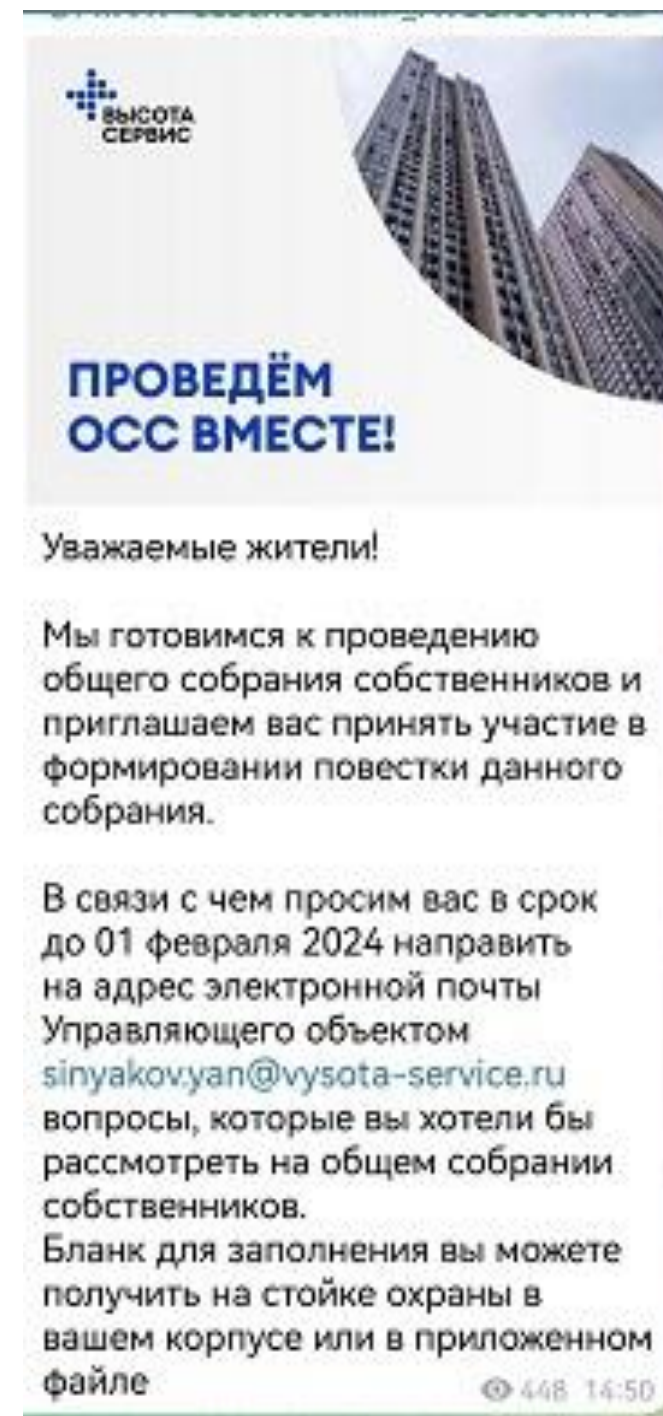 ВЫСОТА
СЕРВИС
ПРОВЕДЁМ
ОСС ВМЕСТЕ!
Уважаемые жители!
Мы готовимся к проведению
общего собрания собственников и
приглашаем вас принять участие в
формировании повестки данного
собрания.
В связи с чем просим вас в срок
до 01 февраля 2024 направить
на адрес электронной почты
Управляющего объектом
sinyakov.yan@vysota-service.ru
вопросы, которые вы хотели бы
рассмотреть на общем собрании
собственников.
Бланк для заполнения вы можете
получить на стойке охраны в
вашем корпусе или в приложенном
файле
448 14:50